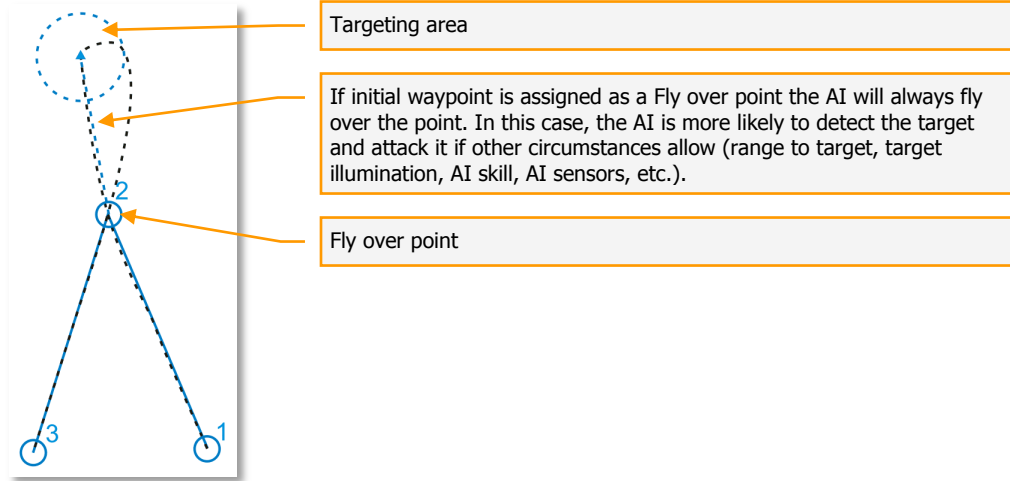 Targeting area
If initial waypoint is assigned as a Fly over point the AI will always fly
over the point. In this case, the AI is more likely to detect the target
and attack it if other circumstances allow (range to target, target
illumination, AI skill, AI sensors, etc.).
2
Fly over point
3
1